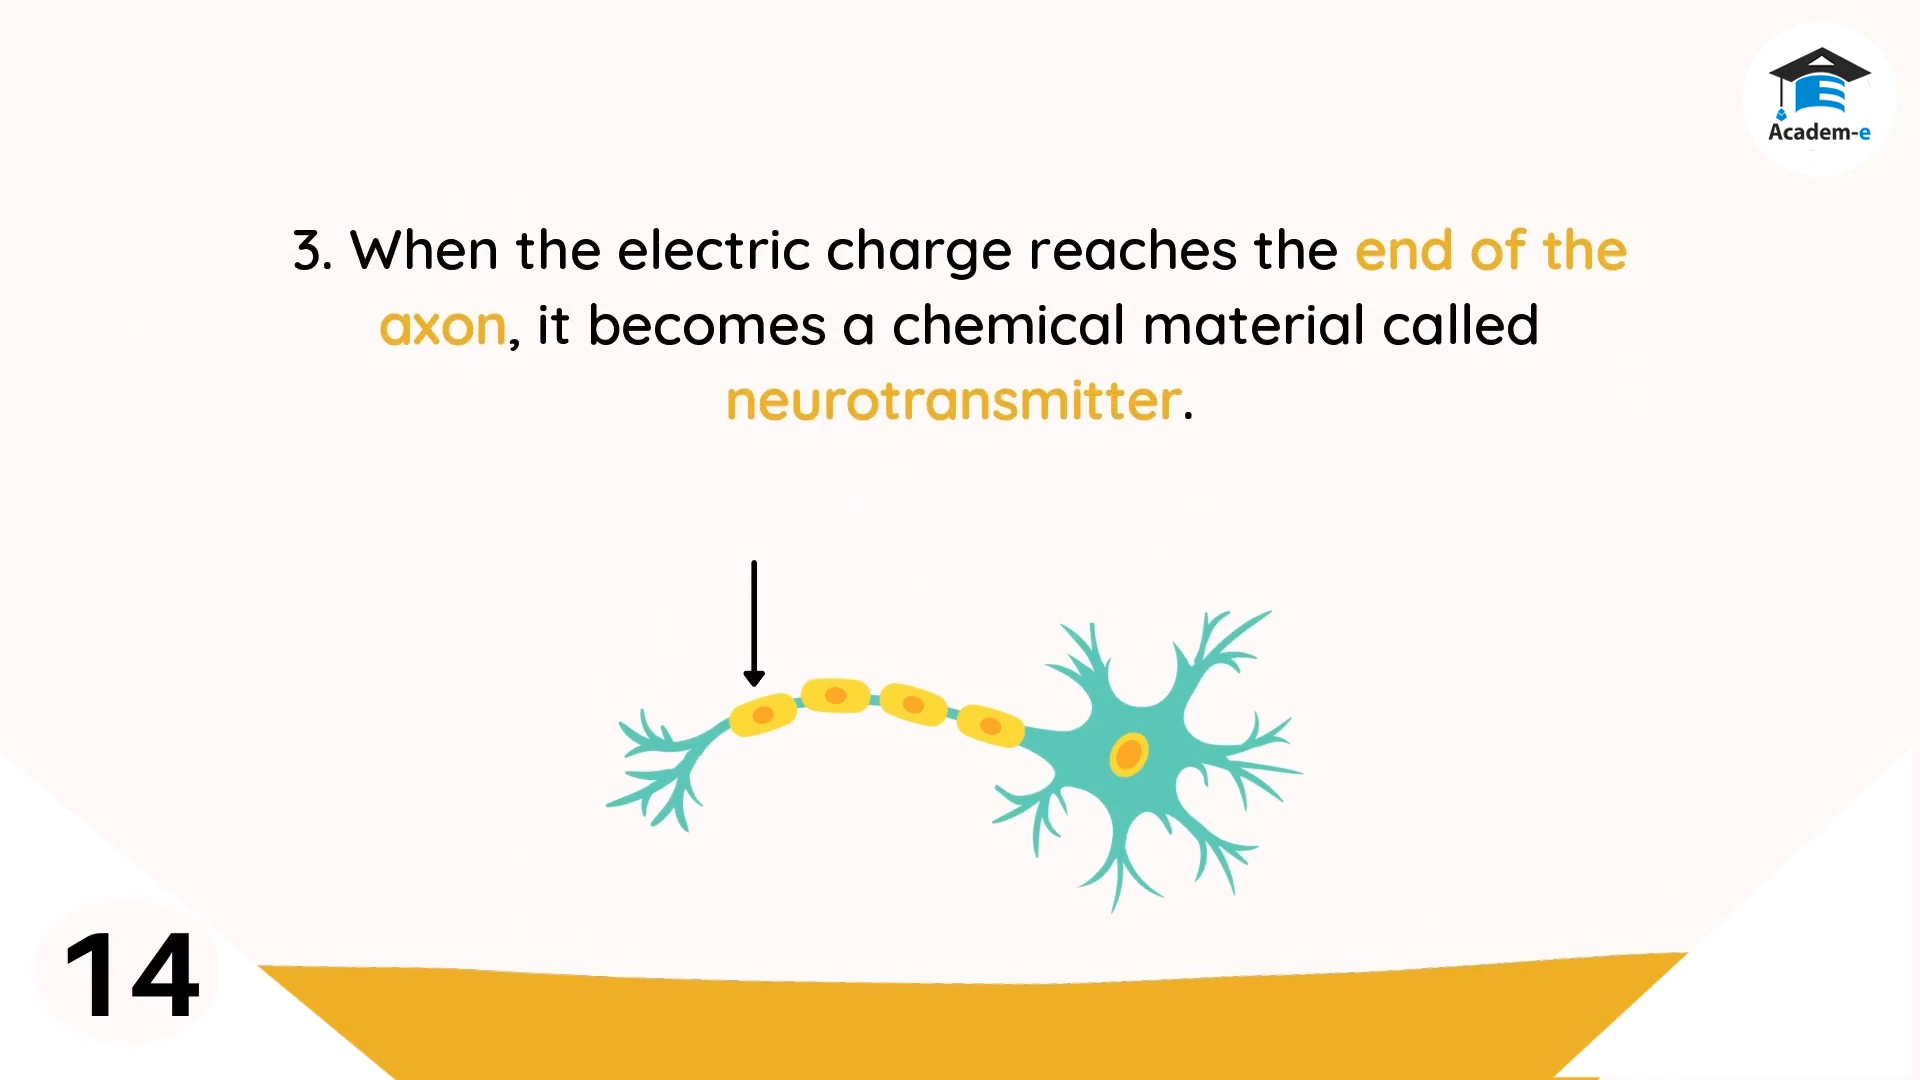 Academ-e
3. When the electric charge reaches the end of the
axon, it becomes a chemical material called
neurotransmitter.
14